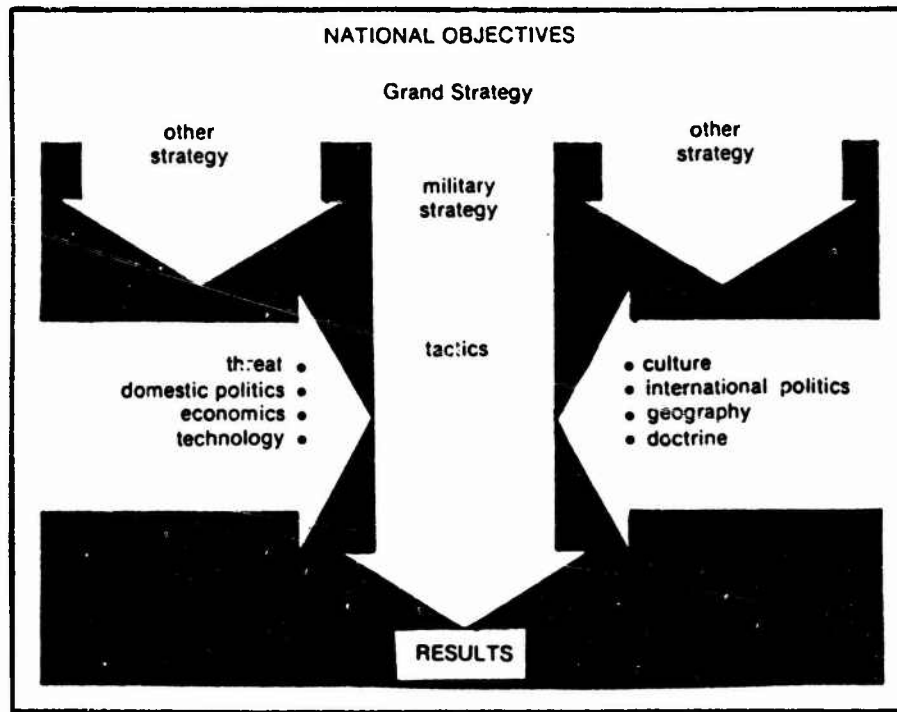 NATIONAL OBJECTIVES
Grand Strategy
other
strategy
other
strategy
military
strategy
tactics
threat •
domestic politics •
economics •
technology •
• culture
• international politics
• geography
• doctrine
RESULTS